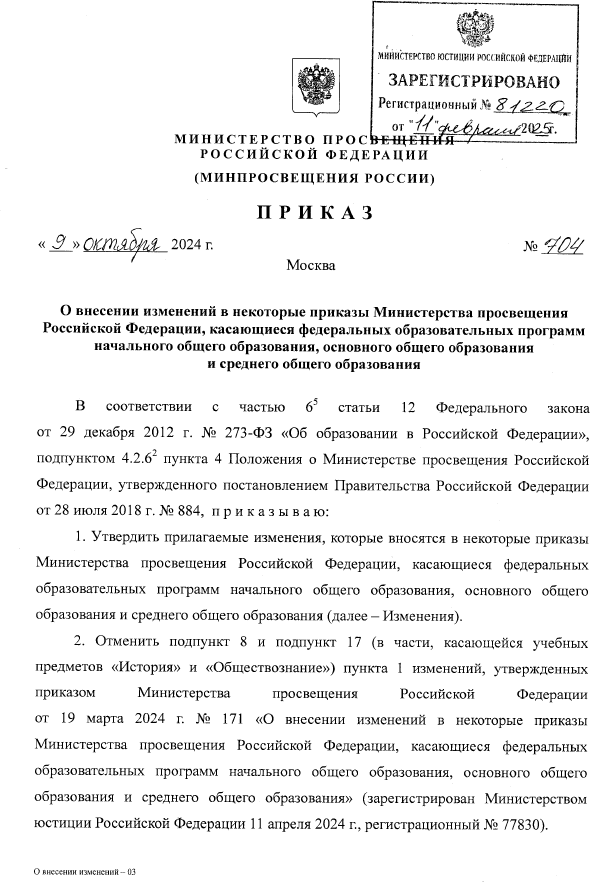 МИНИСТЕРСТВО ЮСТИЦИИ РОССИЙСКОЙ ФЕДЕРАЦИИ
ЗАРЕГИСТРИРОВАНО
Регистрационный № 81220
от "11" февраля 2025г.
МИНИСТЕРСТВО ПРОСВЕЩЕНИЯ
РОССИЙСКОЙ ФЕДЕРАЦИИ
(МИНПРОСВЕЩЕНИЯ РОССИИ)
ПРИКАЗ
« 9 » октября 2024 г.
№ 704
Москва
О внесении изменений в некоторые приказы Министерства просвещения
Российской Федерации, касающиеся федеральных образовательных программ
начального общего образования, основного общего образования
и среднего общего образования
В соответствии с частью 6⁵ статьи 12 Федерального закона
от 29 декабря 2012 г. № 273-ФЗ «Об образовании в Российской Федерации»,
подпунктом 4.2.6² пункта 4 Положения о Министерстве просвещения Российской
Федерации, утвержденного постановлением Правительства Российской Федерации
от 28 июля 2018 г. № 884, приказываю:
1. Утвердить прилагаемые изменения, которые вносятся в некоторые приказы
Министерства просвещения Российской Федерации, касающиеся федеральных
образовательных программ начального общего образования, основного общего
образования и среднего общего образования (далее – Изменения).
2. Отменить подпункт 8 и подпункт 17 (в части, касающейся учебных
предметов «История» и «Обществознание») пункта 1 изменений, утвержденных
приказом Министерства просвещения Российской Федерации
от 19 марта 2024 г. № 171 «О внесении изменений в некоторые приказы
Министерства просвещения Российской Федерации, касающиеся федеральных
образовательных программ начального общего образования, основного общего
образования и среднего общего образования» (зарегистрирован Министерством
юстиции Российской Федерации 11 апреля 2024 г., регистрационный № 77830).
О внесении изменений – 03